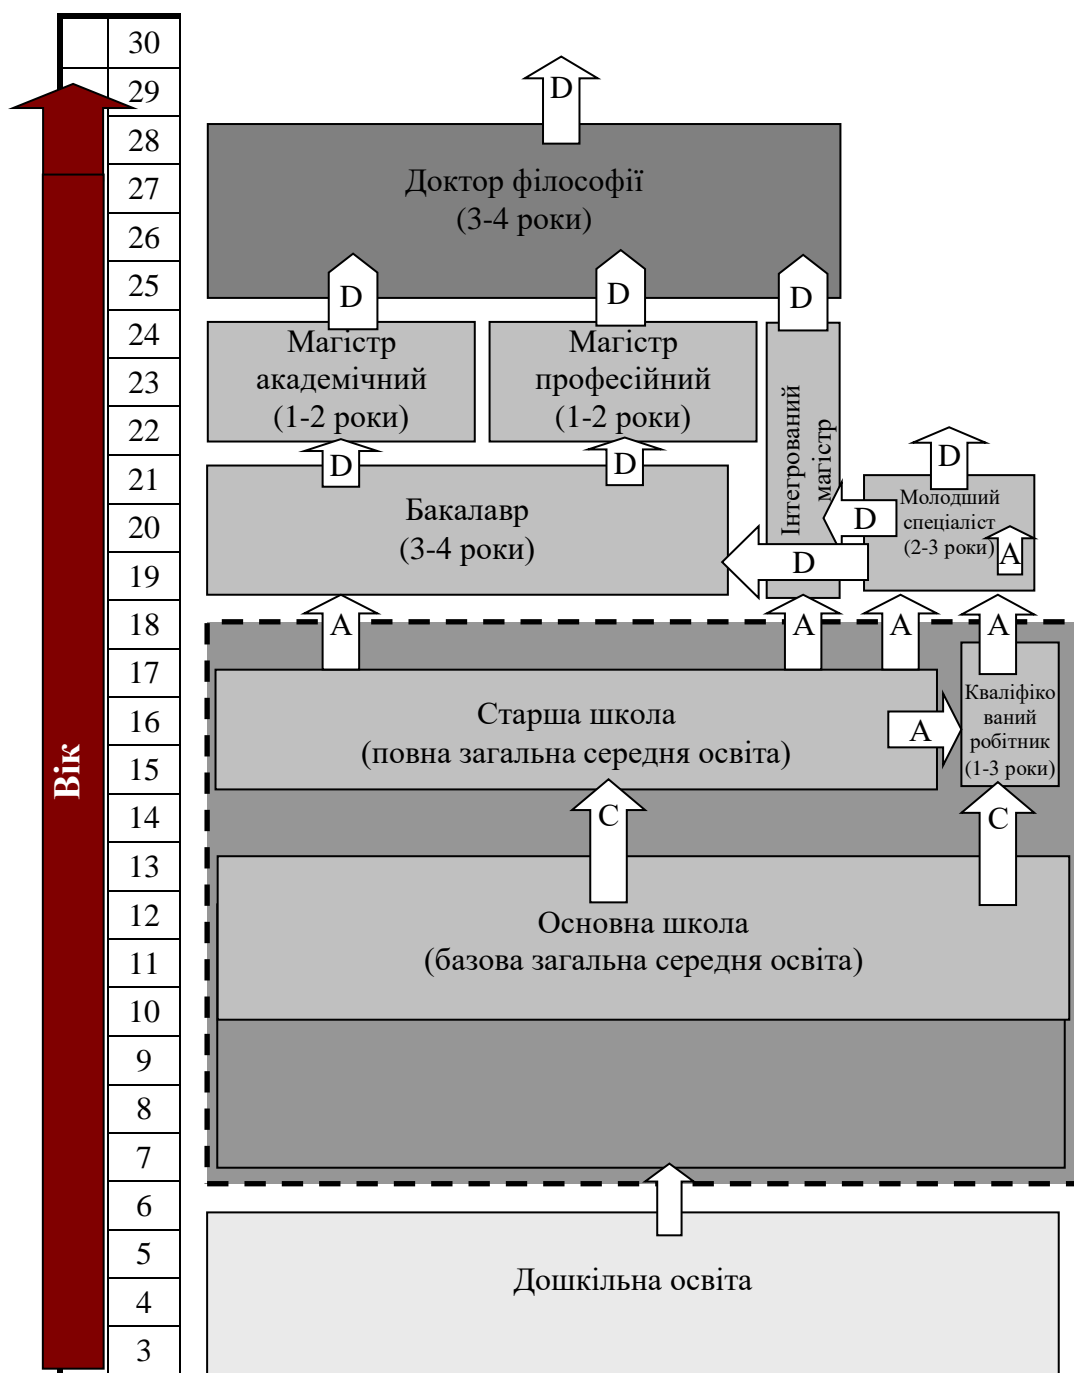 30
29
28
27
26
25
24
23
22
21
20
19
18
17
16
15
14
13
12
11
10
9
8
7
6
5
4
3
Вік
D
Доктор філософії
(3-4 роки)
D
D
D
Магістр
академічний
(1-2 роки)
Магістр
професійний
(1-2 роки)
Інтегрований
магістр
D
D
D
Бакалавр
(3-4 роки)
D
D
Молодший
спеціаліст
(2-3 роки)
A
A
A
A
A
Старша школа
(повна загальна середня освіта)
A
Кваліфіко
ваний
робітник
(1-3 роки)
C
C
Основна школа
(базова загальна середня освіта)
Дошкільна освіта